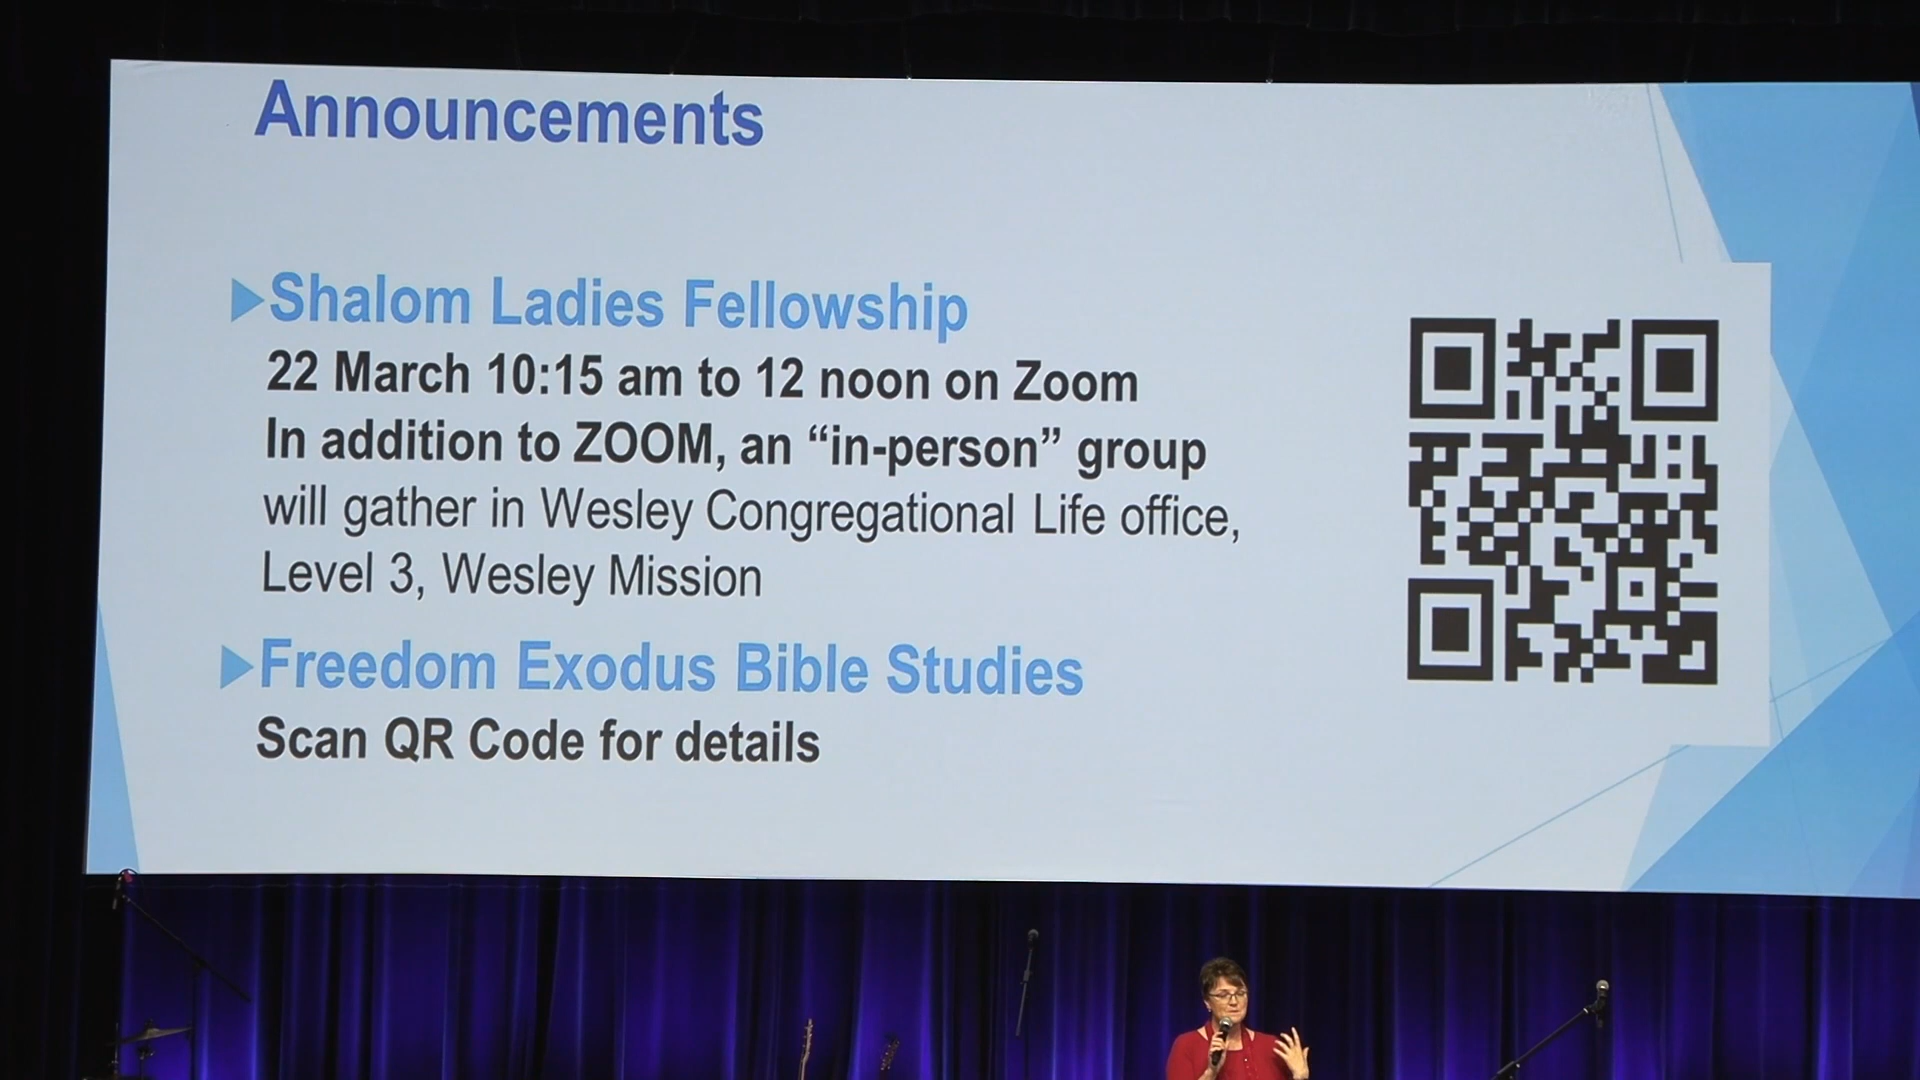 Announcements
Shalom Ladies Fellowship
22 March 10:15 am to 12 noon on Zoom
In addition to ZOOM, an “in-person” group
will gather in Wesley Congregational Life office,
Level 3, Wesley Mission
Freedom Exodus Bible Studies
Scan QR Code for details